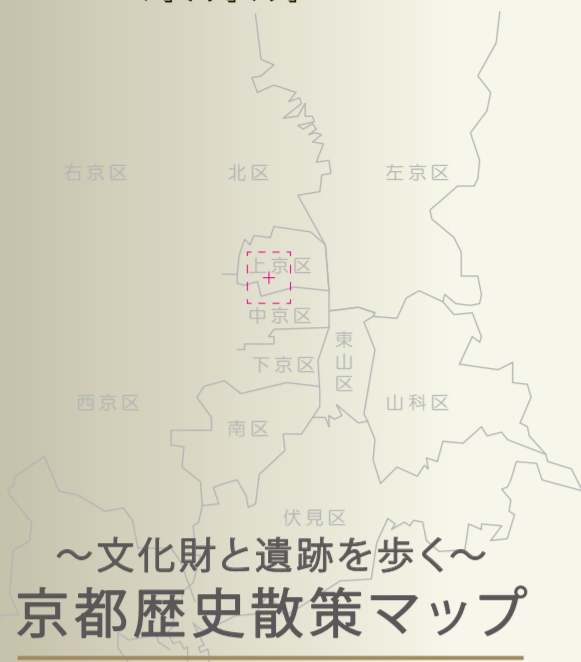 右京区 北区 左京区
上京区
中京区
東山区
下京区
西京区 山科区
南区
伏見区
～文化財と遺跡を歩く～
京都歴史散策マップ